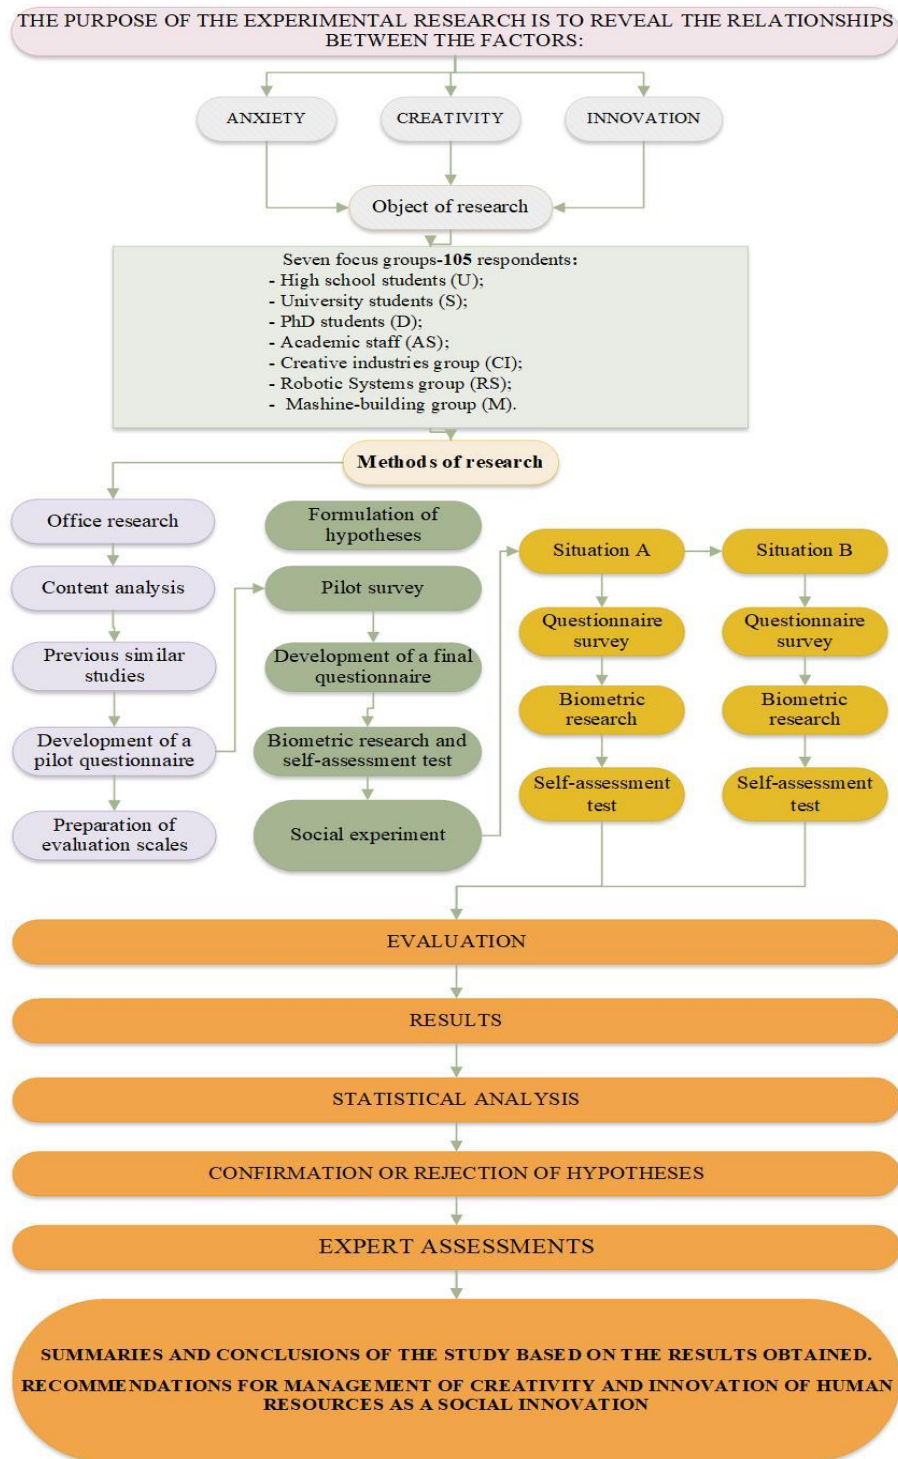 THE PURPOSE OF THE EXPERIMENTAL RESEARCH IS TO REVEAL THE RELATIONSHIPS
BETWEEN THE FACTORS:
ANXIETY
CREATIVITY
INNOVATION
Object of research
Seven focus groups-105 respondents:
- High school students (U);
- University students (S);
- PhD students (D);
- Academic staff (AS);
- Creative industries group (CI);
- Robotic Systems group (RS);
- Mashine-building group (M).
Methods of research
Office research
Content analysis
Previous similar
studies
Development of a
pilot questionnaire
Preparation of
evaluation scales
Formulation of
hypotheses
Pilot survey
Development of a final
questionnaire
Biometric research and
self-assessment test
Social experiment
Situation A
Questionnaire
survey
Biometric
research
Self-assessment
test
Situation B
Questionnaire
survey
Biometric
research
Self-assessment
test
EVALUATION
RESULTS
STATISTICAL ANALYSIS
CONFIRMATION OR REJECTION OF HYPOTHESES
EXPERT ASSESSMENTS
SUMMARIES AND CONCLUSIONS OF THE STUDY BASED ON THE RESULTS OBTAINED.
RECOMMENDATIONS FOR MANAGEMENT OF CREATIVITY AND INNOVATION OF HUMAN
RESOURCES AS A SOCIAL INNOVATION